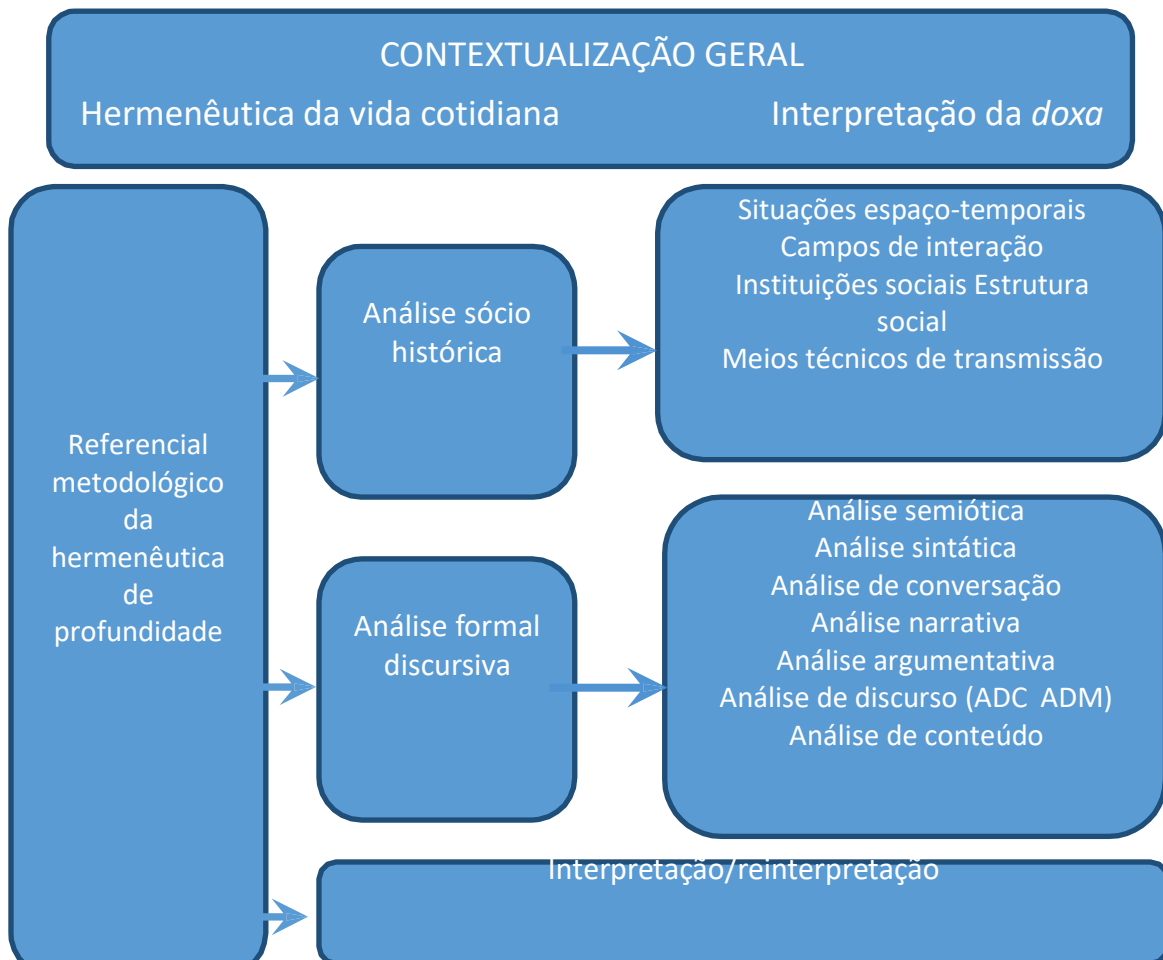 CONTEXTUALIZAÇÃO GERAL
Hermenêutica da vida cotidiana Interpretação da doxa
Referencial
metodológico
da
hermenêutica
de
profundidade
Análise sócio
histórica
Situações espaço-temporais
Campos de interação
Instituições sociais Estrutura
social
Meios técnicos de transmissão
Análise formal
discursiva
Análise semiótica
Análise sintática
Análise de conversação
Análise narrativa
Análise argumentativa
Análise de discurso (ADC ADM)
Análise de conteúdo
Interpretação/reinterpretação